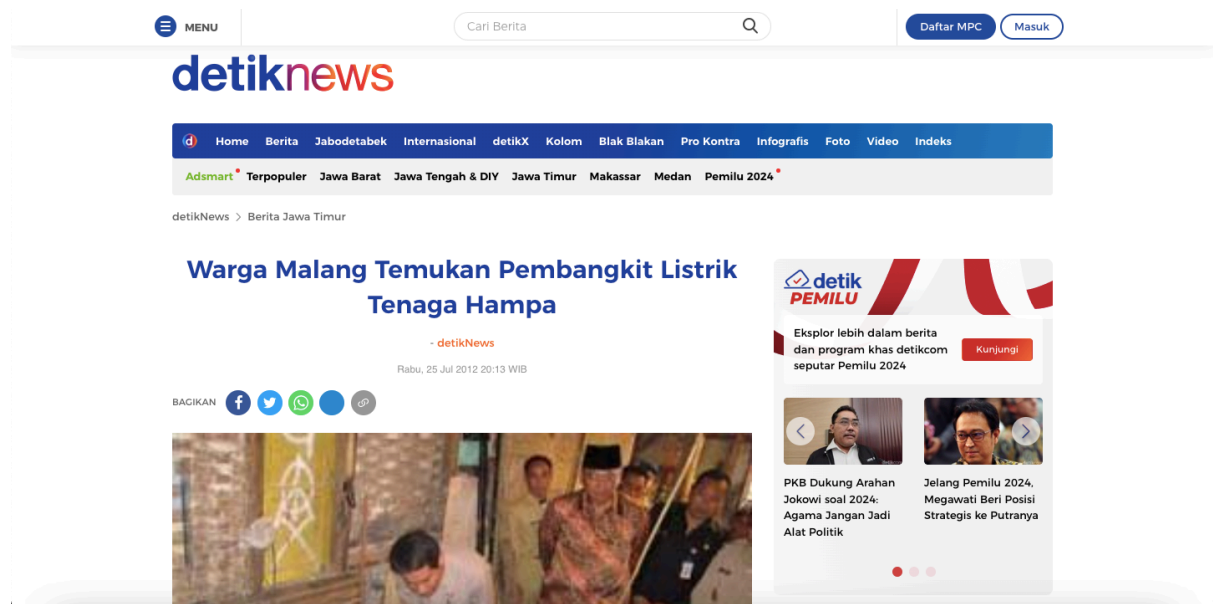 MENU
Cari Berita
Daftar MPC
Masuk
detiknews
d Home Berita Jabodetabek Internasional detikX Kolom Blak Blakan Pro Kontra Infografis Foto Video Indeks
Adsmart Terpopuler Jawa Barat Jawa Tengah & DIY Jawa Timur Makassar Medan Pemilu 2024
detikNews > Berita Jawa Timur
Warga Malang Temukan Pembangkit Listrik
Tenaga Hampa
- detikNews
Rabu, 25 Jul 2012 20:13 WIB
BAGIKAN
detik
PEMILU
Eksplor lebih dalam berita
dan program khas detikcom
seputar Pemilu 2024
Kunjungi
PKB Dukung Arahan
Jokowi soal 2024:
Agama Jangan Jadi
Alat Politik
Jelang Pemilu 2024,
Megawati Beri Posisi
Strategis ke Putranya